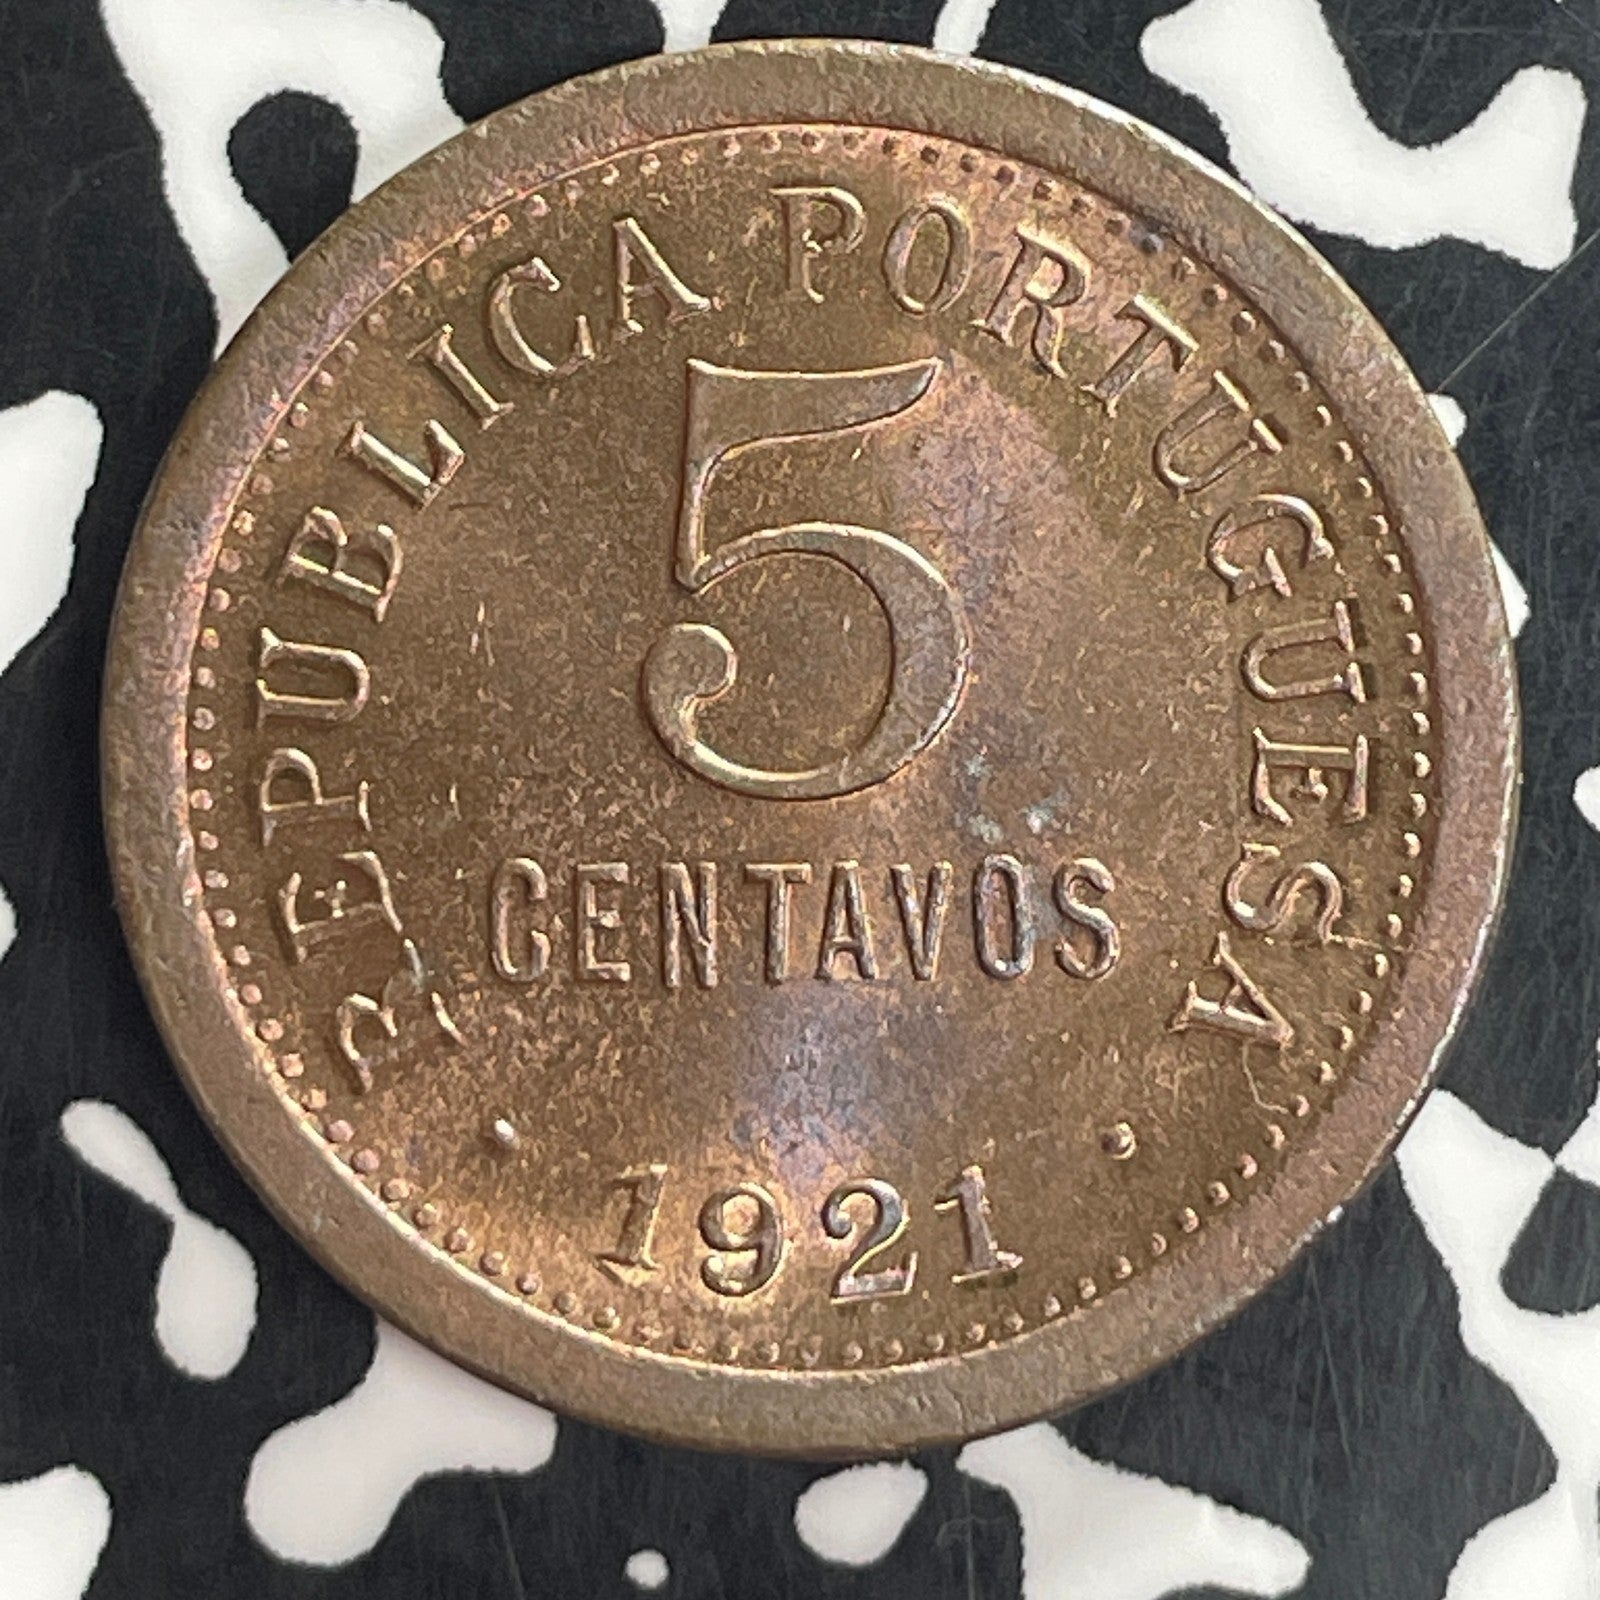 REPUBLICA PORTUGUESA
5
CENTAVOS
· 1921 ·